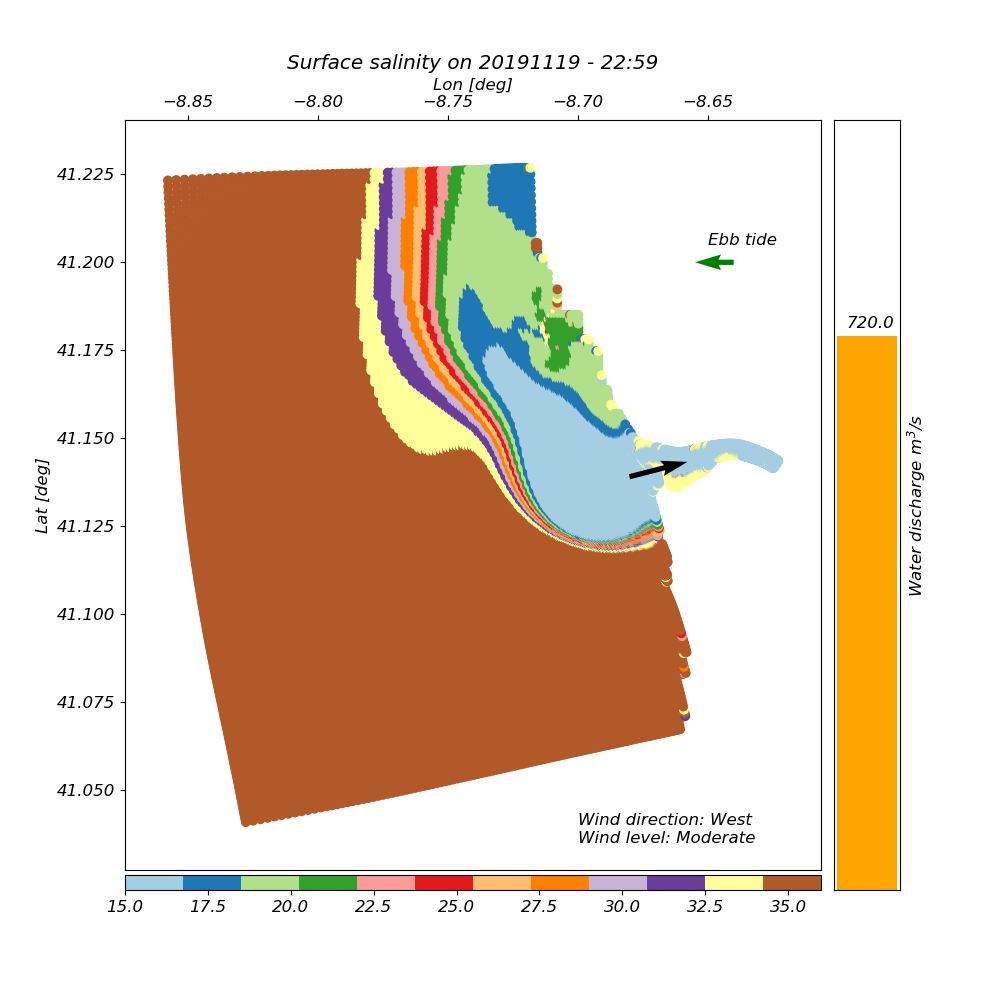 Surface salinity on 20191119 - 22:59
Lon [deg]
−8.85 −8.80 −8.75 −8.70 −8.65
41.225
41.200
41.175
41.150
41.125
41.100
41.075
41.050
Lat [deg]
Ebb tide
720.0
Water discharge m³/s
Wind direction: West
Wind level: Moderate
15.0 17.5 20.0 22.5 25.0 27.5 30.0 32.5 35.0